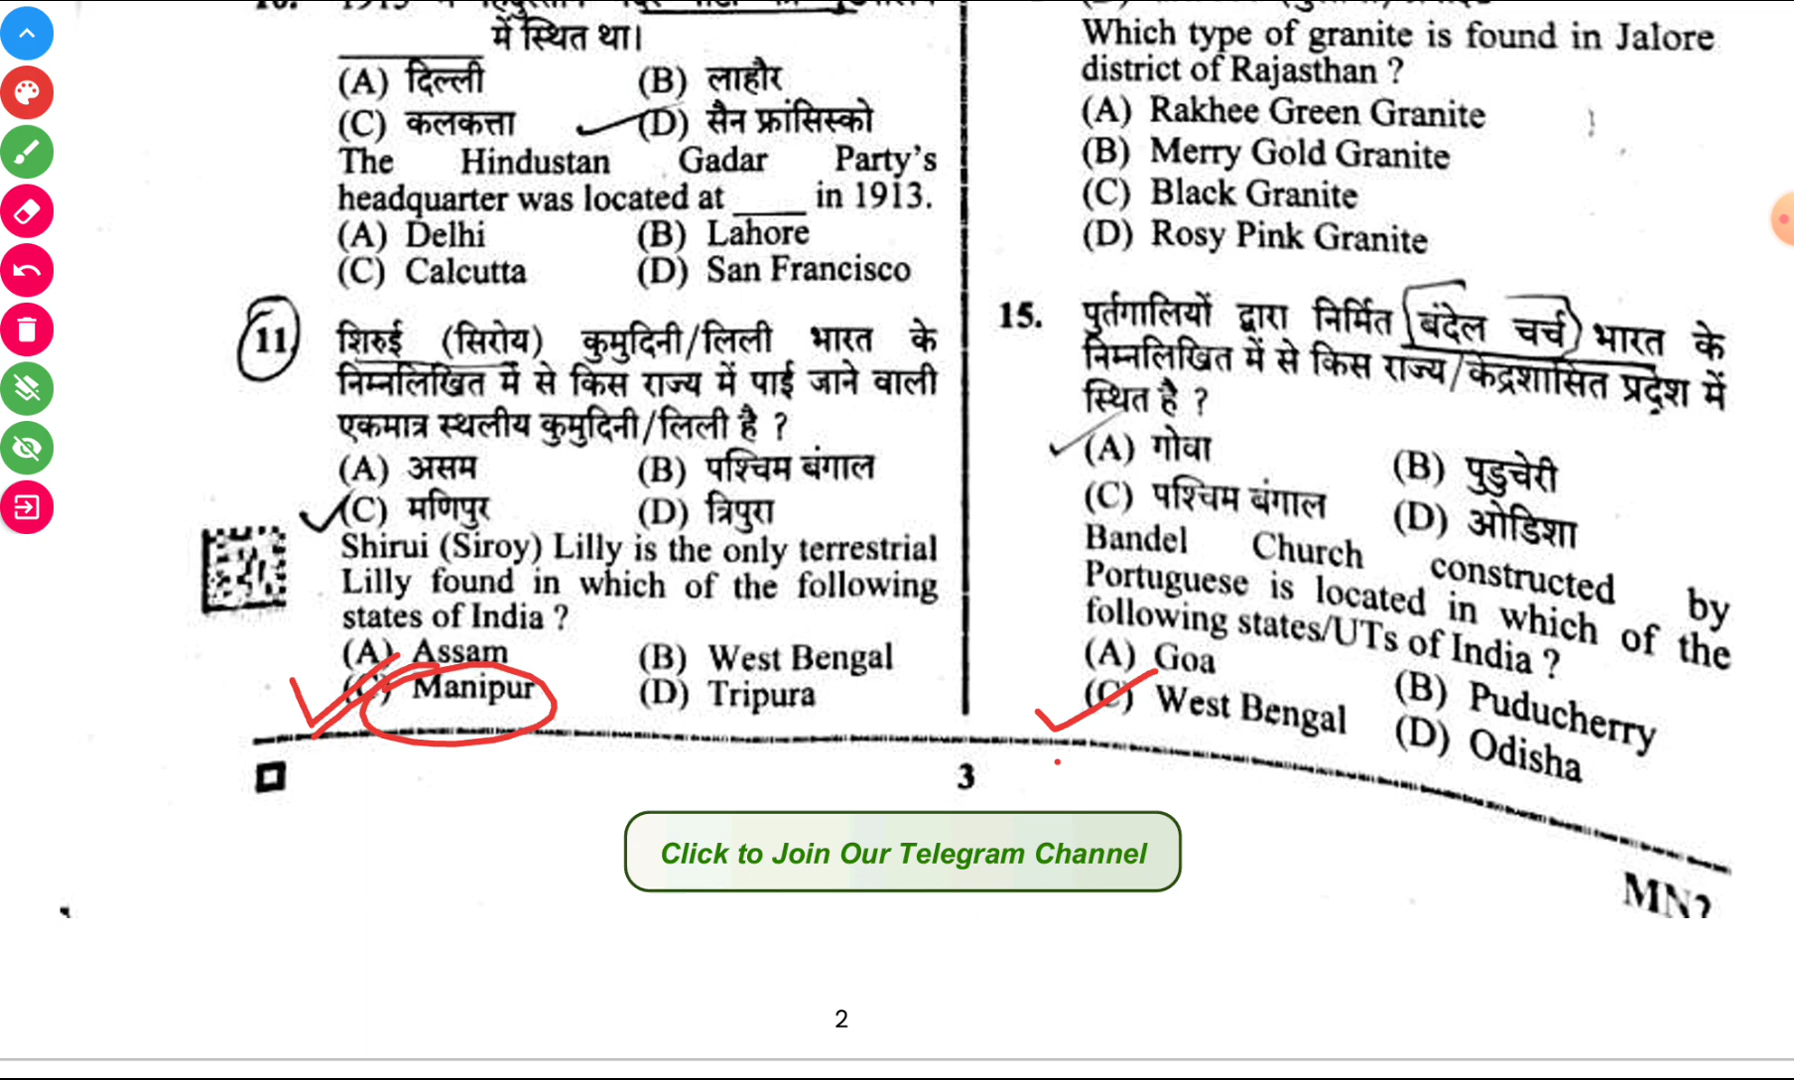 में स्थित था।
(A) दिल्ली (B) लाहौर
(C) कलकत्ता (D) सैन फ्रांसिस्को
The Hindustan Gadar Party's
headquarter was located at ____ in 1913.
(A) Delhi (B) Lahore
(C) Calcutta (D) San Francisco
11 शिरुई (सिरोय) कुमुदिनी/लिली भारत के
निम्नलिखित में से किस राज्य में पाई जाने वाली
एकमात्र स्थलीय कुमुदिनी/लिली है ?
(A) असम (B) पश्चिम बंगाल
(C) मणिपुर (D) त्रिपुरा
Shirui (Siroy) Lilly is the only terrestrial
Lilly found in which of the following
states of India ?
(A) Assam (B) West Bengal
(C) Manipur (D) Tripura
Which type of granite is found in Jalore
district of Rajasthan ?
(A) Rakhee Green Granite
(B) Merry Gold Granite
(C) Black Granite
(D) Rosy Pink Granite
15. पुर्तगालियों द्वारा निर्मित बंदेल चर्च भारत के
निम्नलिखित में से किस राज्य/केंद्रशासित प्रदेश में
स्थित है ?
(A) गोवा (B) पुडुचेरी
(C) पश्चिम बंगाल (D) ओडिशा
Bandel Church constructed by
Portuguese is located in which of the
following states/UTs of India ?
(A) Goa (B) Puducherry
(C) West Bengal (D) Odisha
3
Click to Join Our Telegram Channel
2